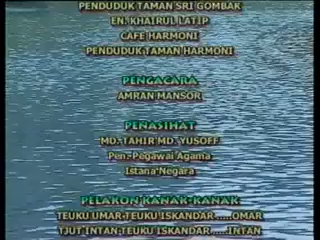 PENDUDUK TAMAN SRI GOMBAK
EN. KHAIRUL LATIP
CAFE HARMONI
PENDUDUK TAMAN HARMONI
PENGACARA
AMRAN MANSOR
PENASIHAT
MD. TAHIR MD. YUSOFF
Pen. Pegawai Agama
Istana Negara
PELAKON KANAK-KANAK
TEUKU UMAR TEUKU ISKANDAR .....OMAR
TJUT INTAN TEUKU ISKANDAR .....INTAN